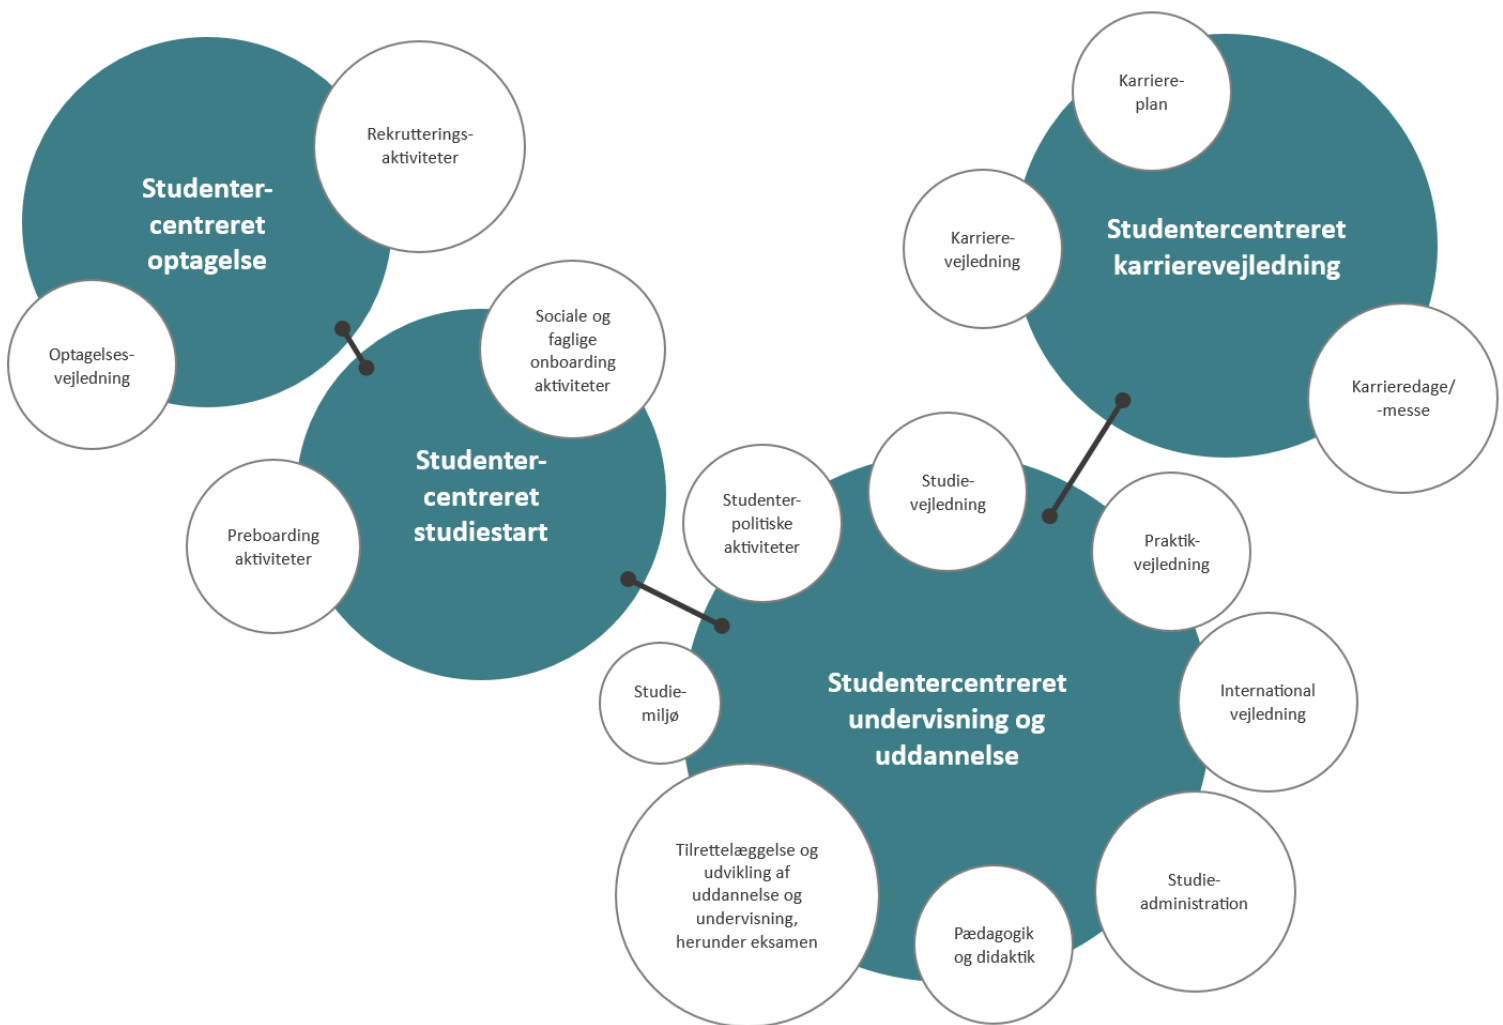 Studenter-
centreret
optagelse
Rekrutterings-
aktiviteter
Optagelses-
vejledning
Studenter-
centreret
studiestart
Sociale og
faglige
onboarding
aktiviteter
Preboarding
aktiviteter
Studentercentreret
undervisning og
uddannelse
Studenter-
politiske
aktiviteter
Studie-
vejledning
Praktik-
vejledning
International
vejledning
Studie-
administration
Pædagogik
og didaktik
Tilrettelæggelse og
udvikling af
uddannelse og
undervisning,
herunder eksamen
Studie-
miljø
Studentercentreret
karrierevejledning
Karriere-
plan
Karriere-
vejledning
Karrieredage/
-messe